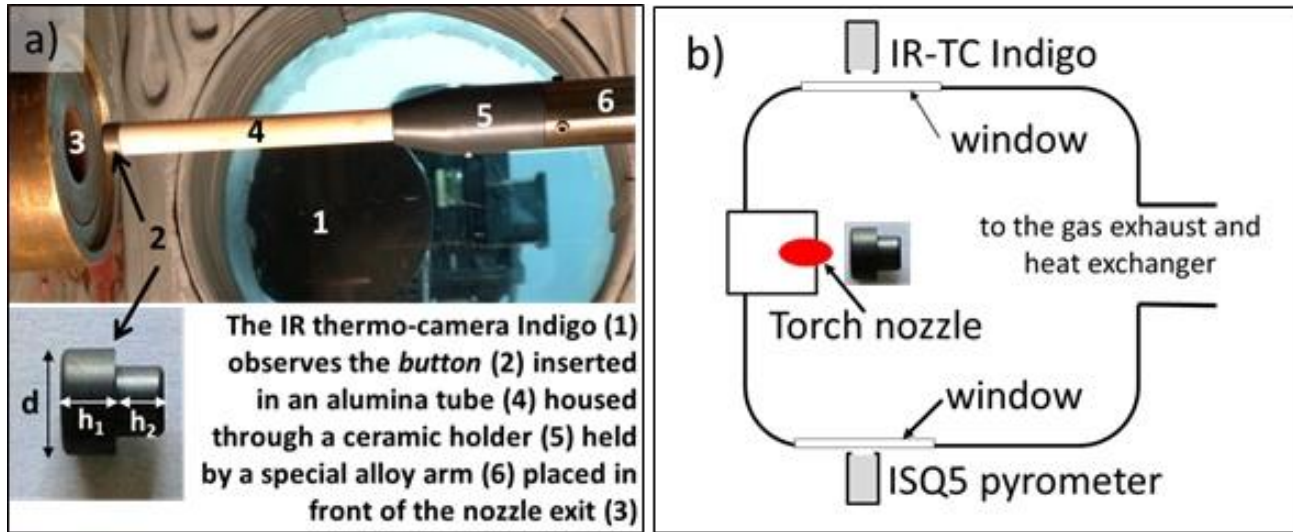 a)
1
2
3
4
5
6
d
h1
h2
The IR thermo-camera Indigo (1)
observes the button (2) inserted
in an alumina tube (4) housed
through a ceramic holder (5) held
by a special alloy arm (6) placed in
front of the nozzle exit (3)
b)
IR-TC Indigo
window
to the gas exhaust and
heat exchanger
Torch nozzle
window
ISQ5 pyrometer